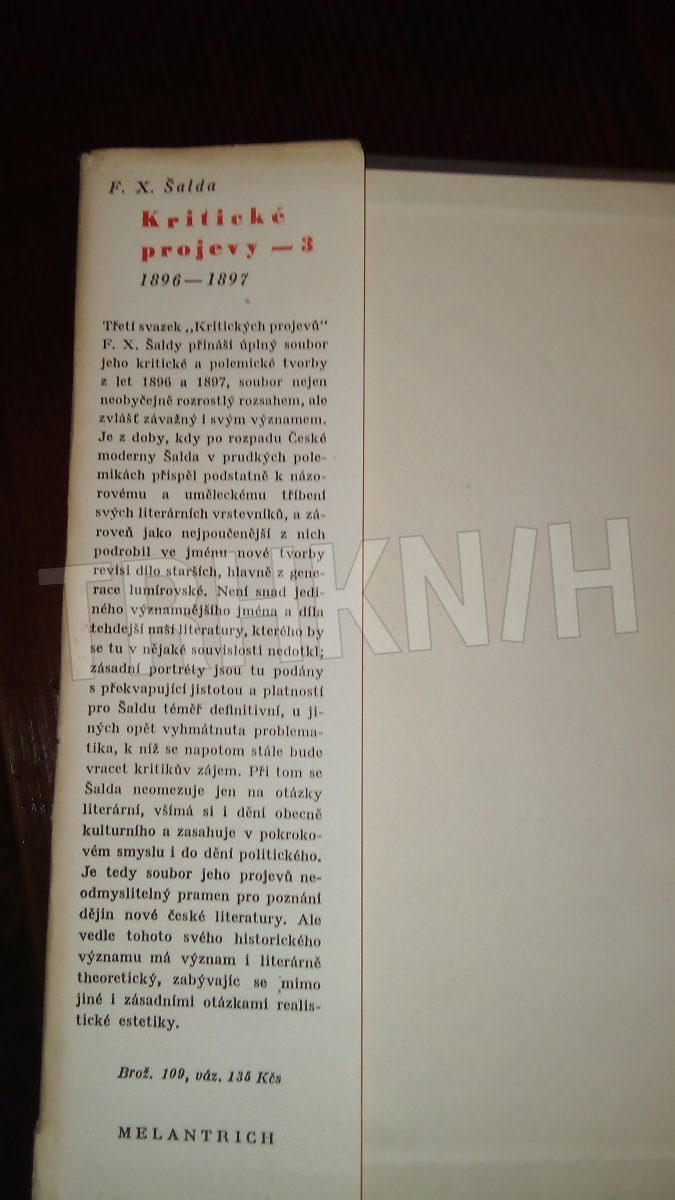 F. X. Šalda
Kritické
projevy — 3
1896—1897
Třetí svazek „Kritických projevů“
F. X. Šaldy přináší úplný soubor
jeho kritické a polemické tvorby
z let 1896 a 1897, soubor nejen
neobyčejně rozrostlý rozsahem, ale
zvlášť závažný i svým významem.
Je z doby, kdy po rozpadu České
moderny Šalda v prudkých pole-
mikách přispěl podstatně k názo-
rovému a uměleckému tříbení
svých literárních vrstevníků, a zá-
roveň jako nejpoučenější z nich
podrobil ve jménu nové tvorby
revisi dílo starších, hlavně z gene-
race lumírovské. Není snad jedi-
ného významnějšího jména a díla
tehdejší naší literatury, kterého by
se tu v nějaké souvislosti nedotkl;
zásadní portréty jsou tu podány
s překvapující jistotou a platností
pro Šaldu téměř definitivní, u ji-
ných opět vyhmátnuta problema-
tika, k níž se napotom stále bude
vracet kritikův zájem. Při tom se
Šalda neomezuje jen na otázky
literární, všímá si i dění obecně
kulturního a zasahuje v pokroko-
vém smyslu i do dění politického.
Je tedy soubor jeho projevů ne-
odmyslitelný pramen pro poznání
dějin nové české literatury. Ale
vedle tohoto svého historického
významu má význam i literárně
theoretický, zabývajíc se mimo
jiné i zásadními otázkami realis-
tické estetiky.
Brož. 109, váz. 135 Kčs
MELANTRICH
TRHKNIH